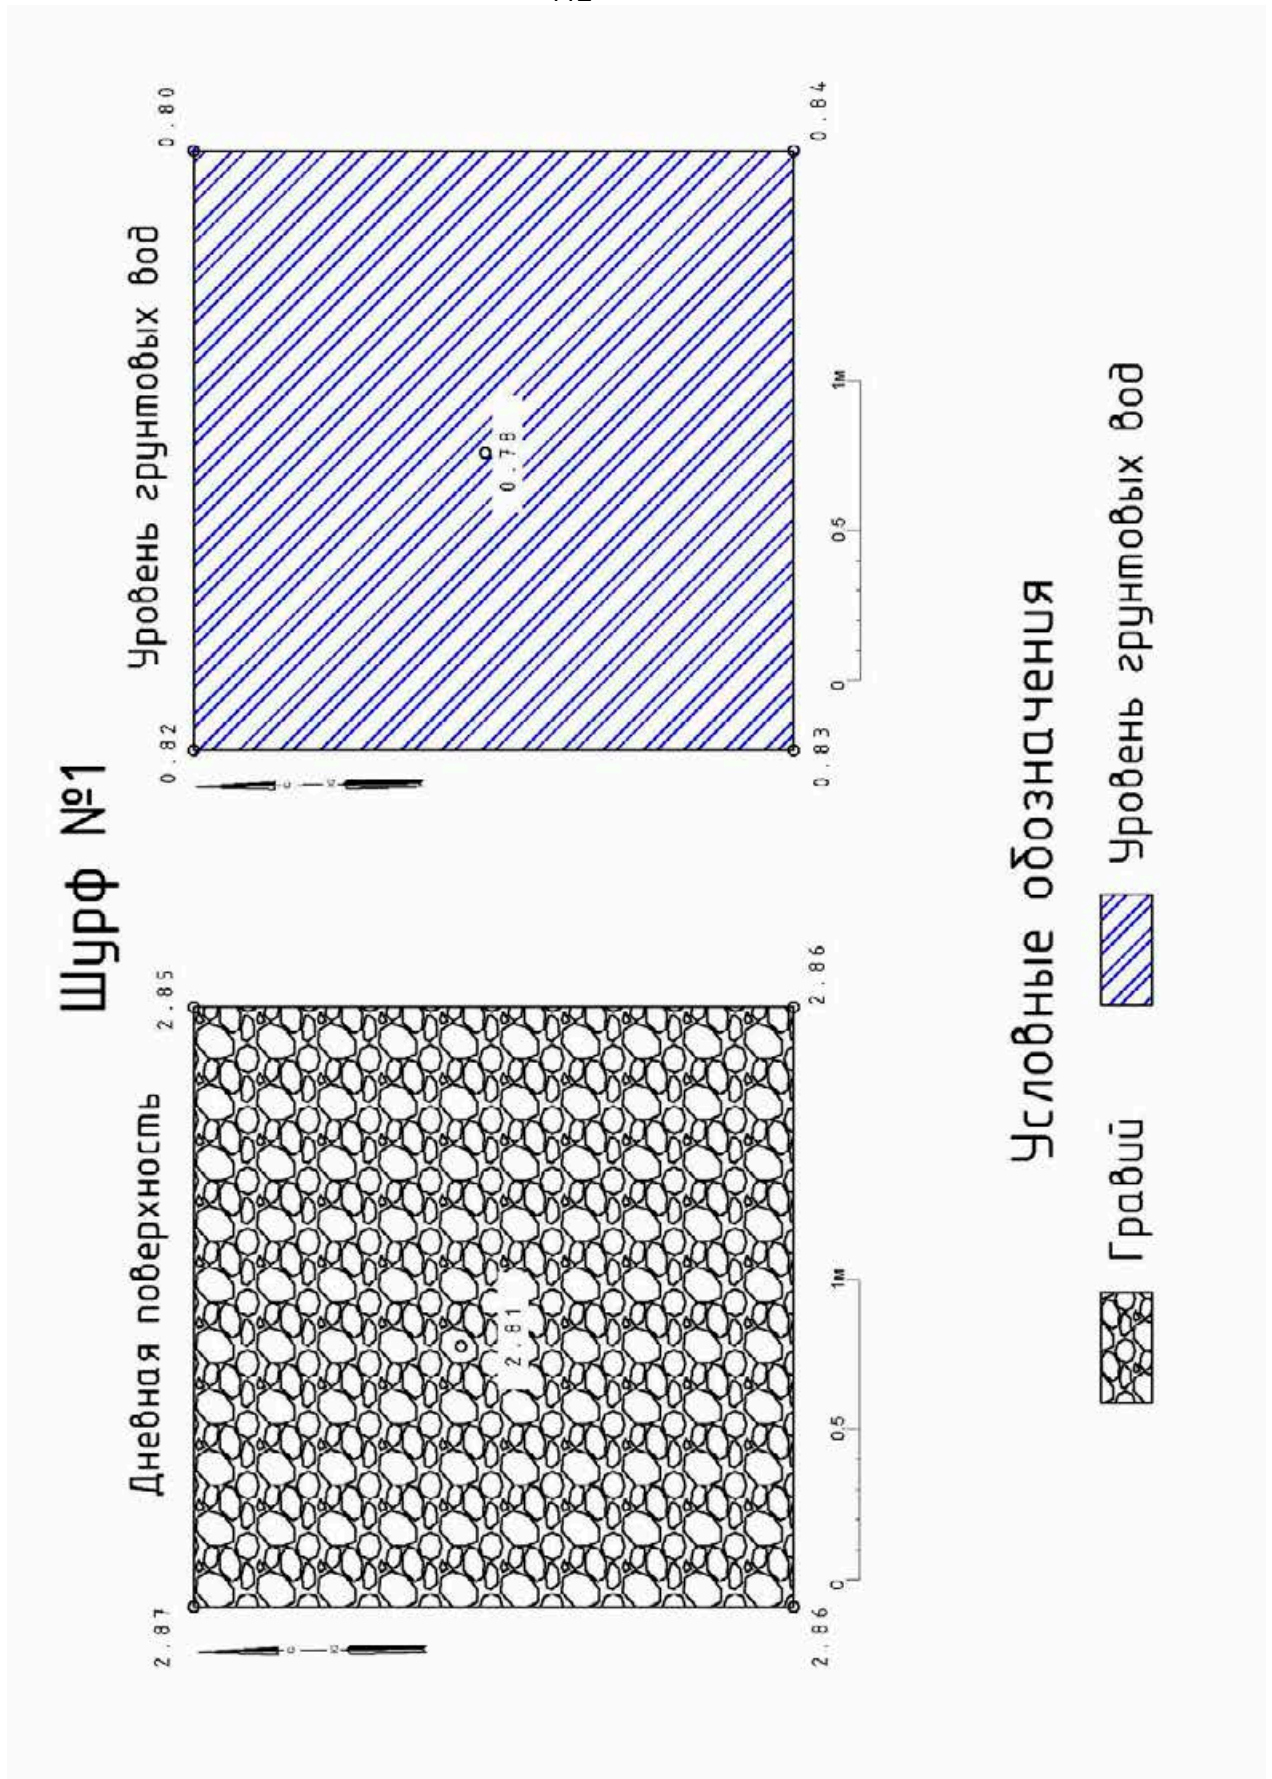 Шурф №1
Дневная поверхность
Уровень грунтовых вод
2.87
2.85
0.82
0.80
2.81
0.78
2.86
2.86
0.83
0.84
0
0.5
1м
0
0.5
1м
Условные обозначения
Гравий
Уровень грунтовых вод